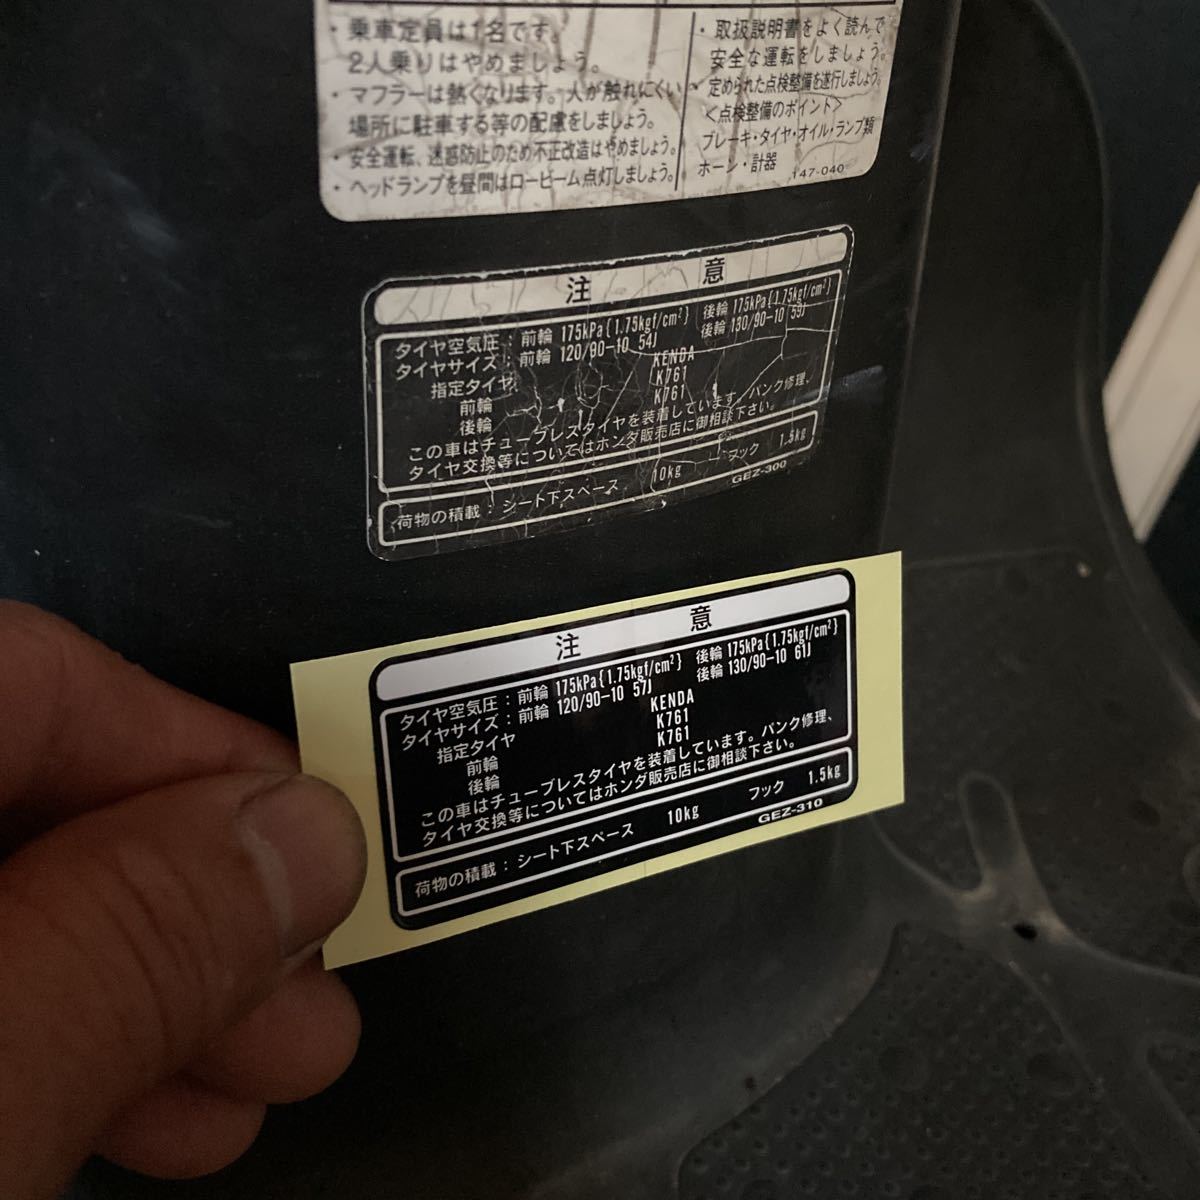 ・乗車定員は1名です。
2人乗りはやめましょう。
・マフラーは熱くなります。人が触れにくい
場所に駐車する等の配慮をしましょう。
・安全運転、迷惑防止のため不正改造はやめましょう。
・ヘッドランプを昼間はロービーム点灯しましょう。
・取扱説明書をよく読んで
安全な運転をしましょう。
・定められた点検整備を遂行しましょう。
<点検整備のポイント>
ブレーキ・タイヤ・オイル・ランプ類
ホーン・計器
147-040
注 意
タイヤ空気圧：前輪 175kPa{1.75kgf/cm²} 後輪 175kPa{1.75kgf/cm²}
タイヤサイズ：前輪 120/90-10 54J 後輪 130/90-10 59J
指定タイヤ KENDA
前輪 K761
後輪 K761
この車はチューブレスタイヤを装着しています。パンク修理、
タイヤ交換等についてはホンダ販売店に御相談下さい。
荷物の積載：シート下スペース 10kg フック 1.5kg
GEZ-300
注 意
タイヤ空気圧：前輪 175kPa{1.75kgf/cm²} 後輪 175kPa{1.75kgf/cm²}
タイヤサイズ：前輪 120/90-10 57J 後輪 130/90-10 61J
指定タイヤ KENDA
前輪 K761
後輪 K761
この車はチューブレスタイヤを装着しています。パンク修理、
タイヤ交換等についてはホンダ販売店に御相談下さい。
荷物の積載：シート下スペース 10kg フック 1.5kg
GEZ-310